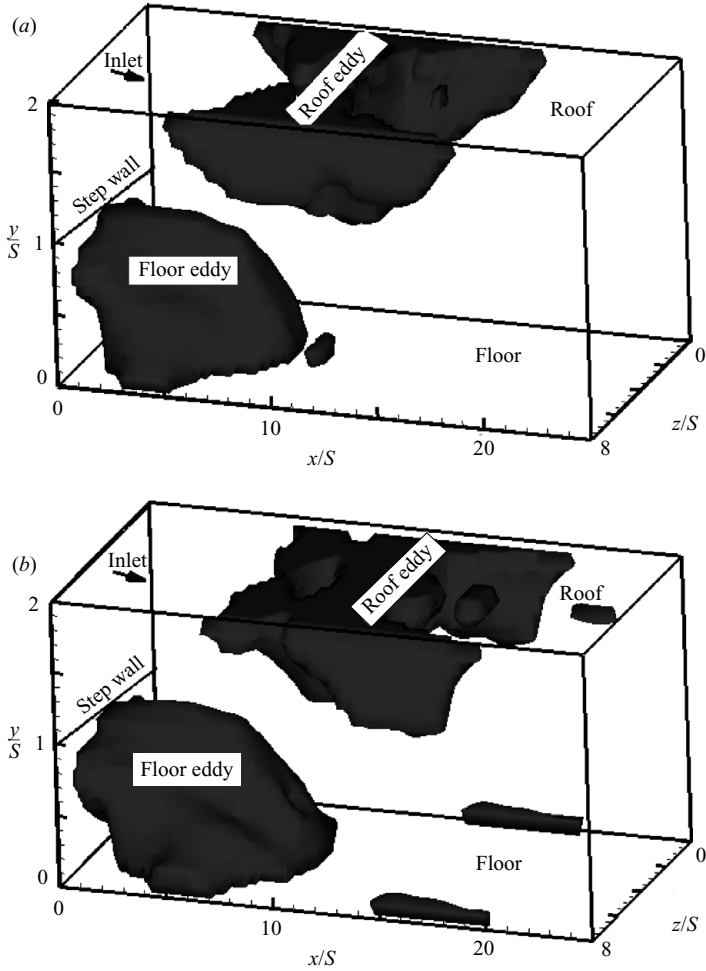 (a)
Inlet
Roof eddy
Roof
2
Step wall
y/S
1
Floor eddy
0
Floor
0
0
10
20
8
z/S
x/S
(b)
Inlet
Roof eddy
Roof
2
Step wall
y/S
1
Floor eddy
0
Floor
0
0
10
20
8
z/S
x/S